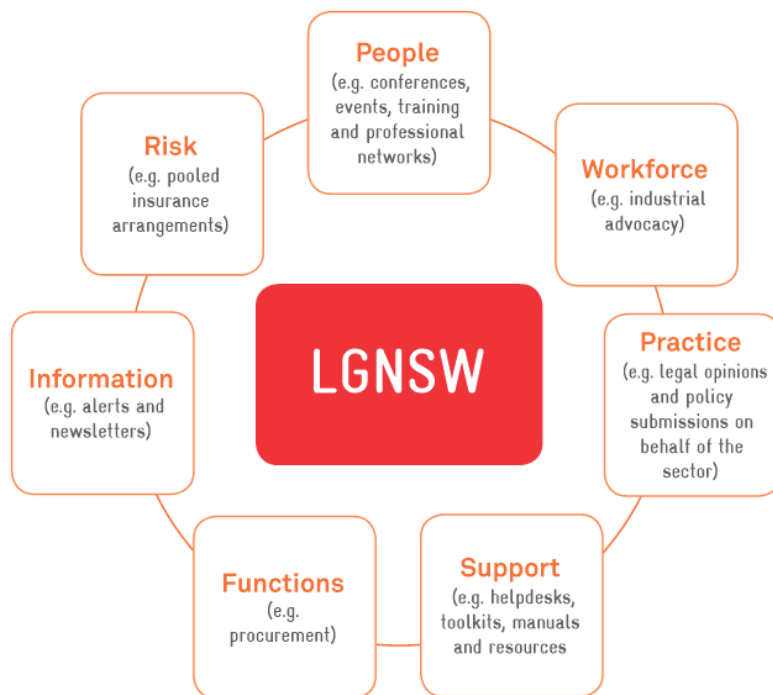 People
(e.g. conferences,
events, training
and professional
networks)
Workforce
(e.g. industrial
advocacy)
Practice
(e.g. legal opinions
and policy
submissions on
behalf of the
sector)
Support
(e.g. helpdesks,
toolkits, manuals
and resources
Functions
(e.g.
procurement)
Information
(e.g. alerts and
newsletters)
Risk
(e.g. pooled
insurance
arrangements)
LGNSW